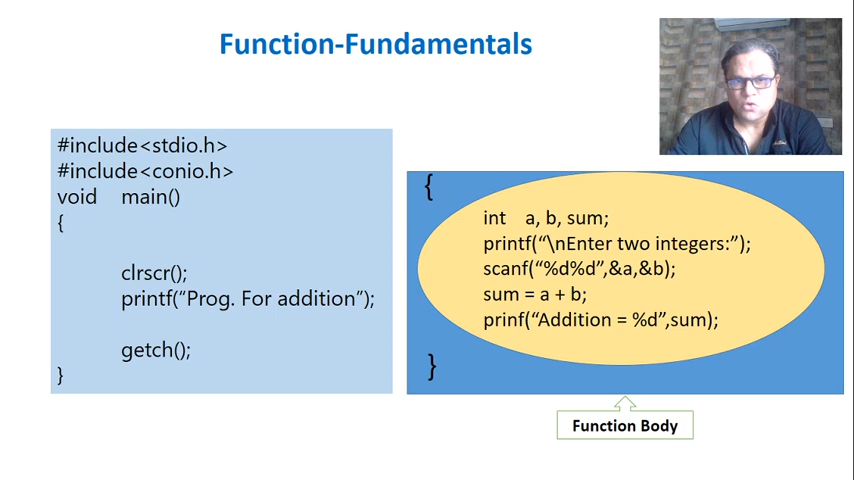 Function-Fundamentals
#include<stdio.h>
#include<conio.h>
void main()
{
clrscr();
printf(“Prog. For addition”);
getch();
}
{
int a, b, sum;
printf(“\nEnter two integers:”);
scanf(“%d%d”,&a,&b);
sum = a + b;
prinf(“Addition = %d”,sum);
}
Function Body